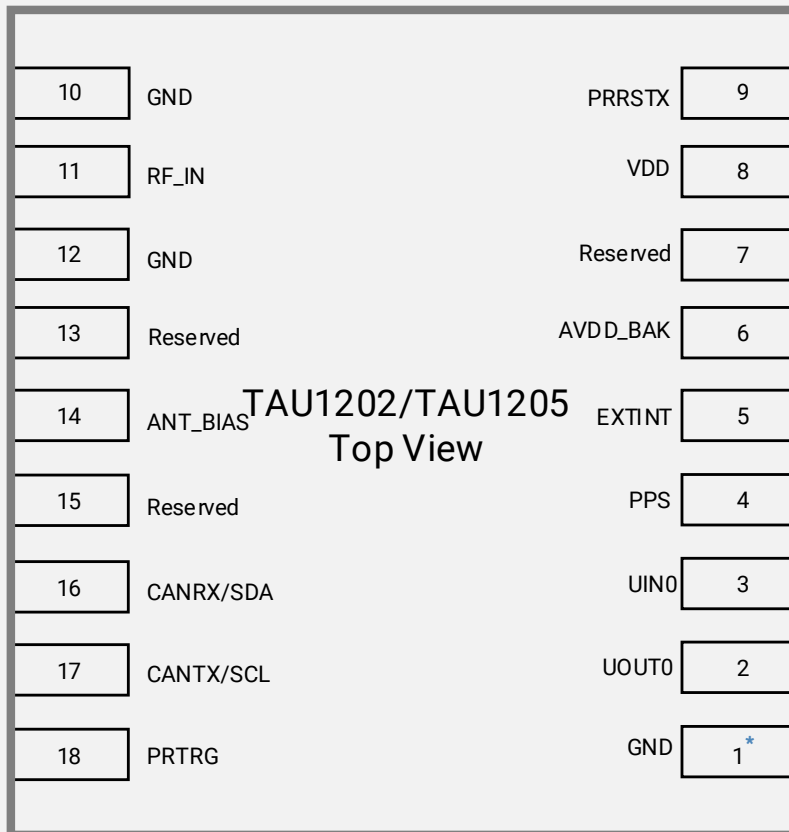 10 GND PRRSTX 9
11 RF_IN VDD 8
12 GND Reserved 7
13 Reserved AVDD_BAK 6
14 ANT_BIAS TAU1202/TAU1205 EXTINT 5
Top View
15 Reserved PPS 4
16 CANRX/SDA UIN0 3
17 CANTX/SCL UOUT0 2
18 PRTRG GND 1*